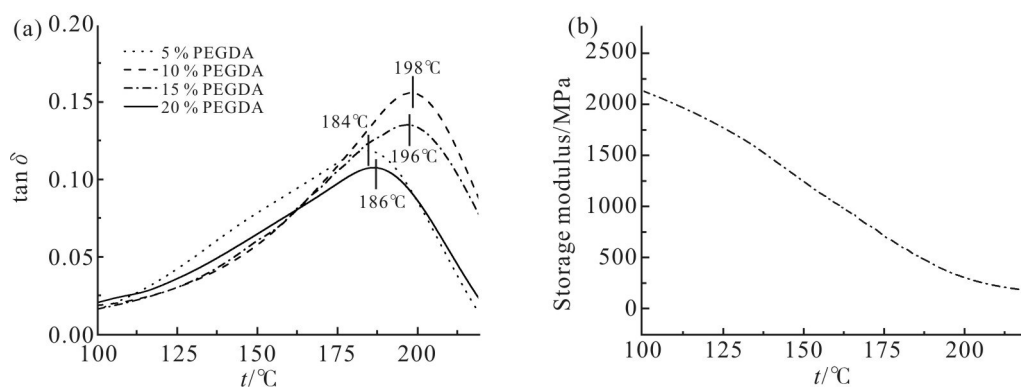 (a)
0.20
0.15
0.10
0.05
0.00
tan δ
5 % PEGDA
10 % PEGDA
15 % PEGDA
20 % PEGDA
198℃
184℃
196℃
186℃
100
125
150
175
200
t/℃
(b)
2500
2000
1500
1000
500
0
Storage modulus/MPa
100
125
150
175
200
t/℃